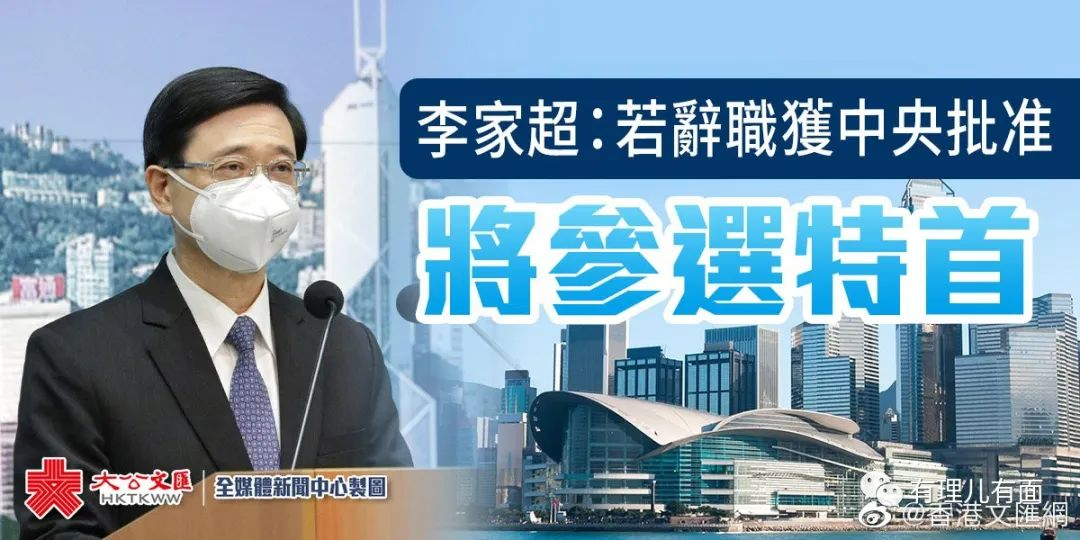 李家超：若辭職獲中央批准
將參選特首
富通
大公文匯
HKTKWW
全媒體新聞中心製圖
有理儿有面
@香港文匯網